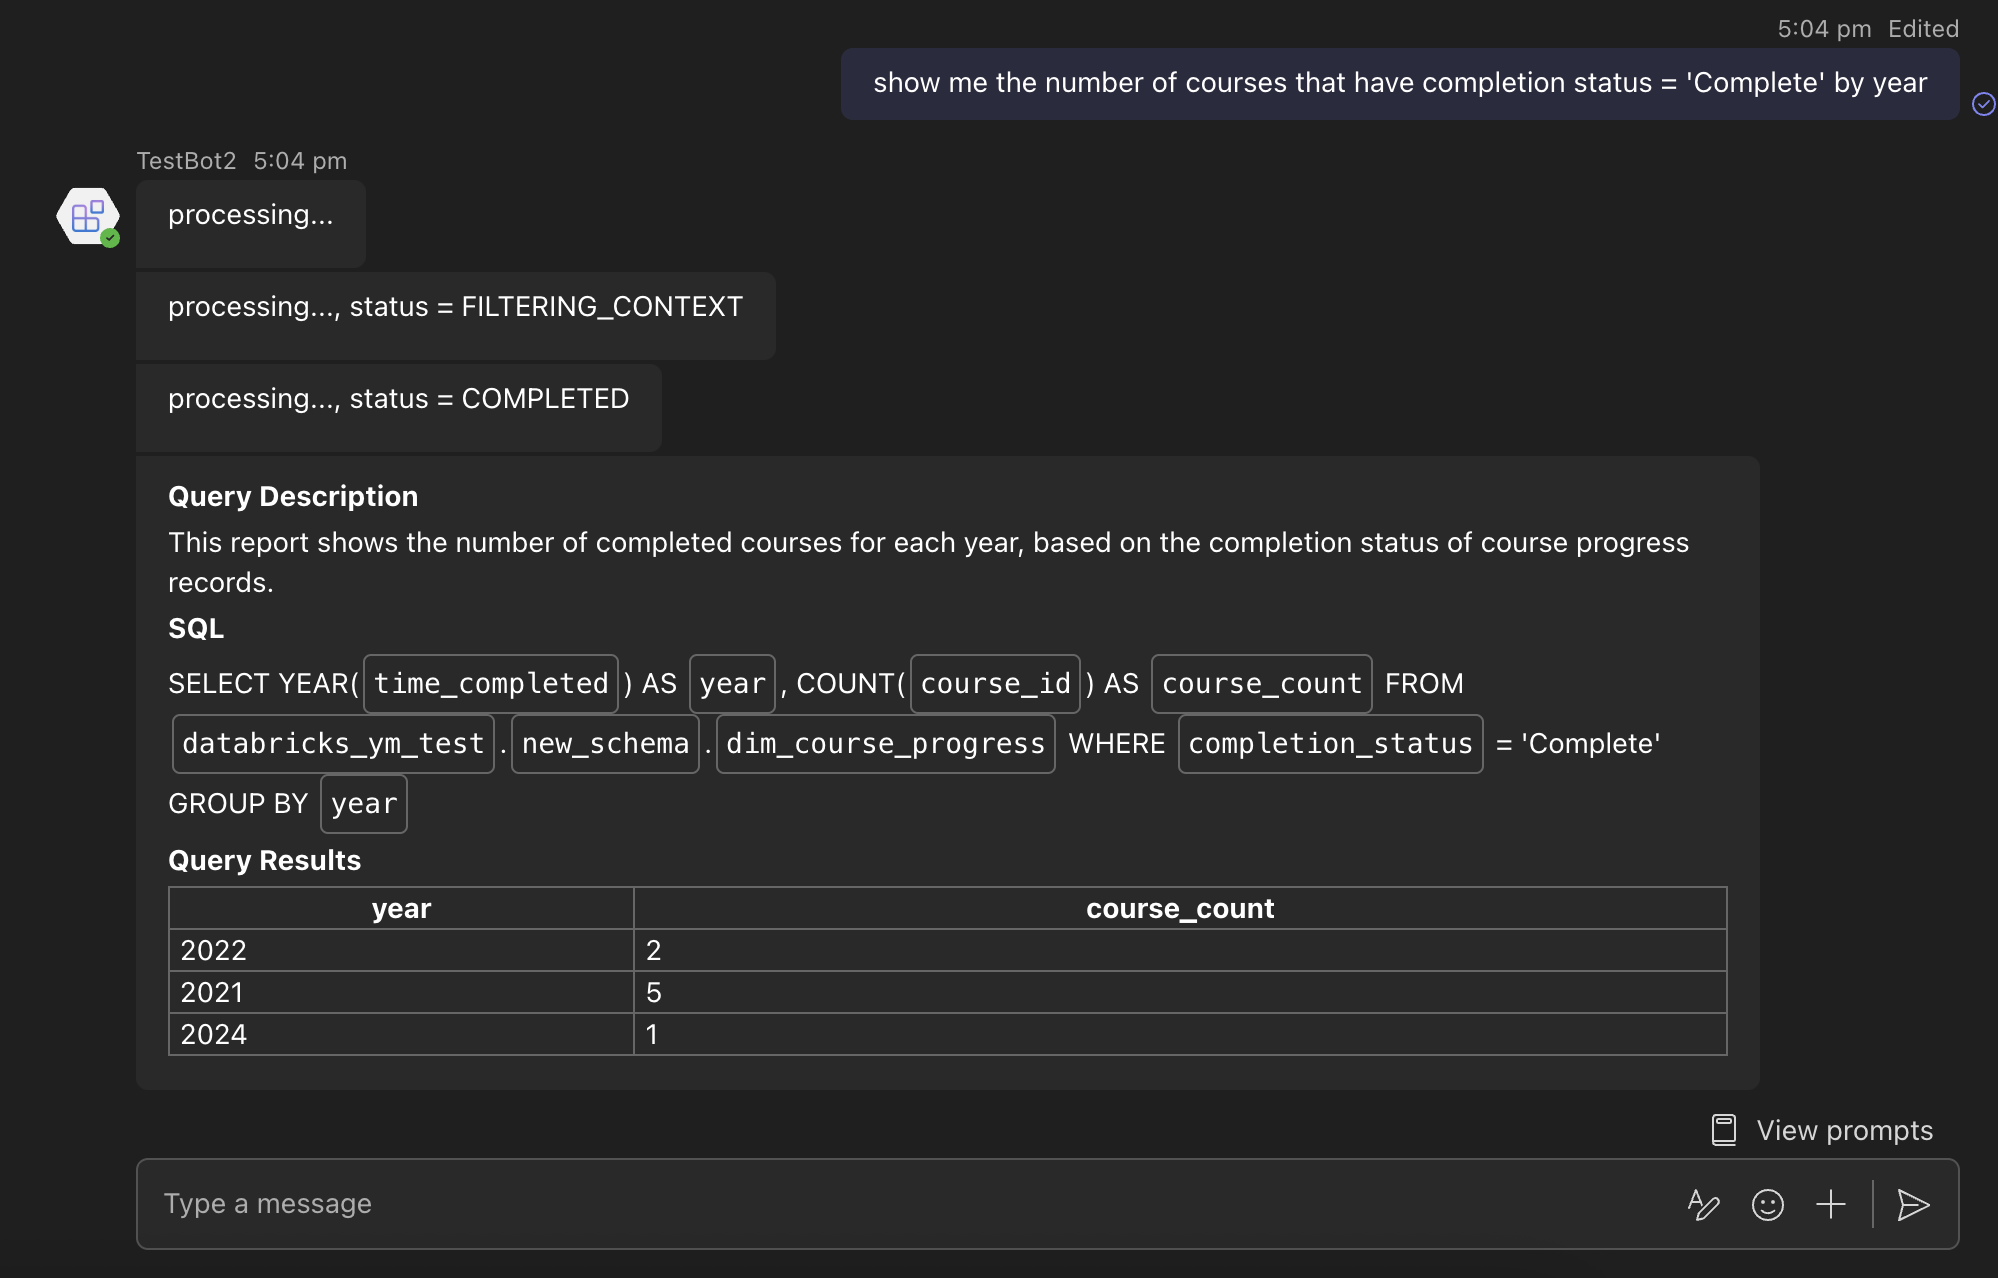 5:04 pm Edited
show me the number of courses that have completion status = 'Complete' by year
TestBot2 5:04 pm
processing...
processing..., status = FILTERING_CONTEXT
processing..., status = COMPLETED
Query Description
This report shows the number of completed courses for each year, based on the completion status of course progress
records.
SQL
SELECT YEAR( time_completed ) AS year , COUNT( course_id ) AS course_count FROM
databricks_ym_test . new_schema . dim_course_progress WHERE completion_status = 'Complete'
GROUP BY year
Query Results
year course_count
2022 2
2021 5
2024 1
View prompts
Type a message